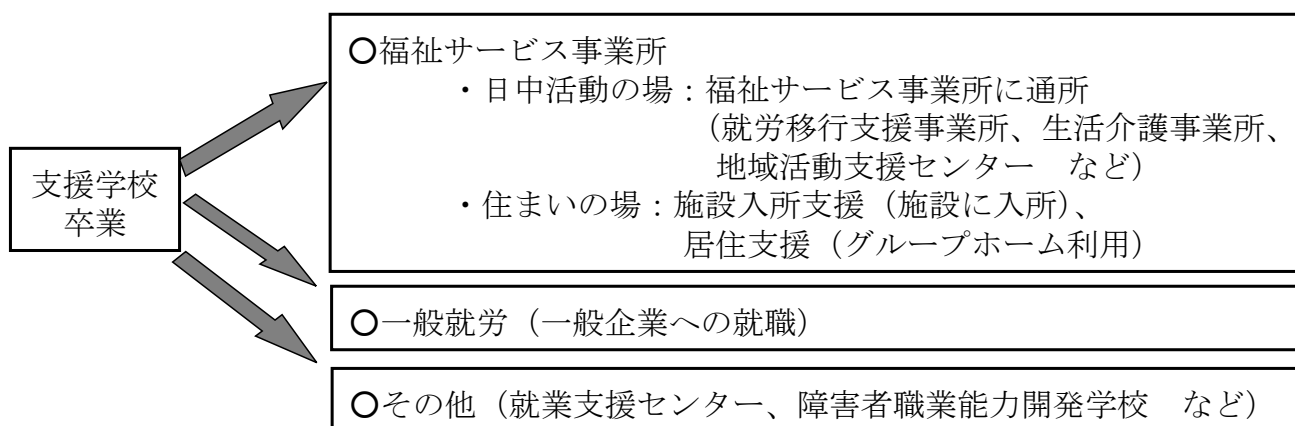 支援学校
卒業
○福祉サービス事業所
・日中活動の場：福祉サービス事業所に通所
（就労移行支援事業所、生活介護事業所、
地域活動支援センター　など）
・住まいの場：施設入所支援（施設に入所）、
居住支援（グループホーム利用）
○一般就労（一般企業への就職）
○その他（就業支援センター、障害者職業能力開発学校　など）